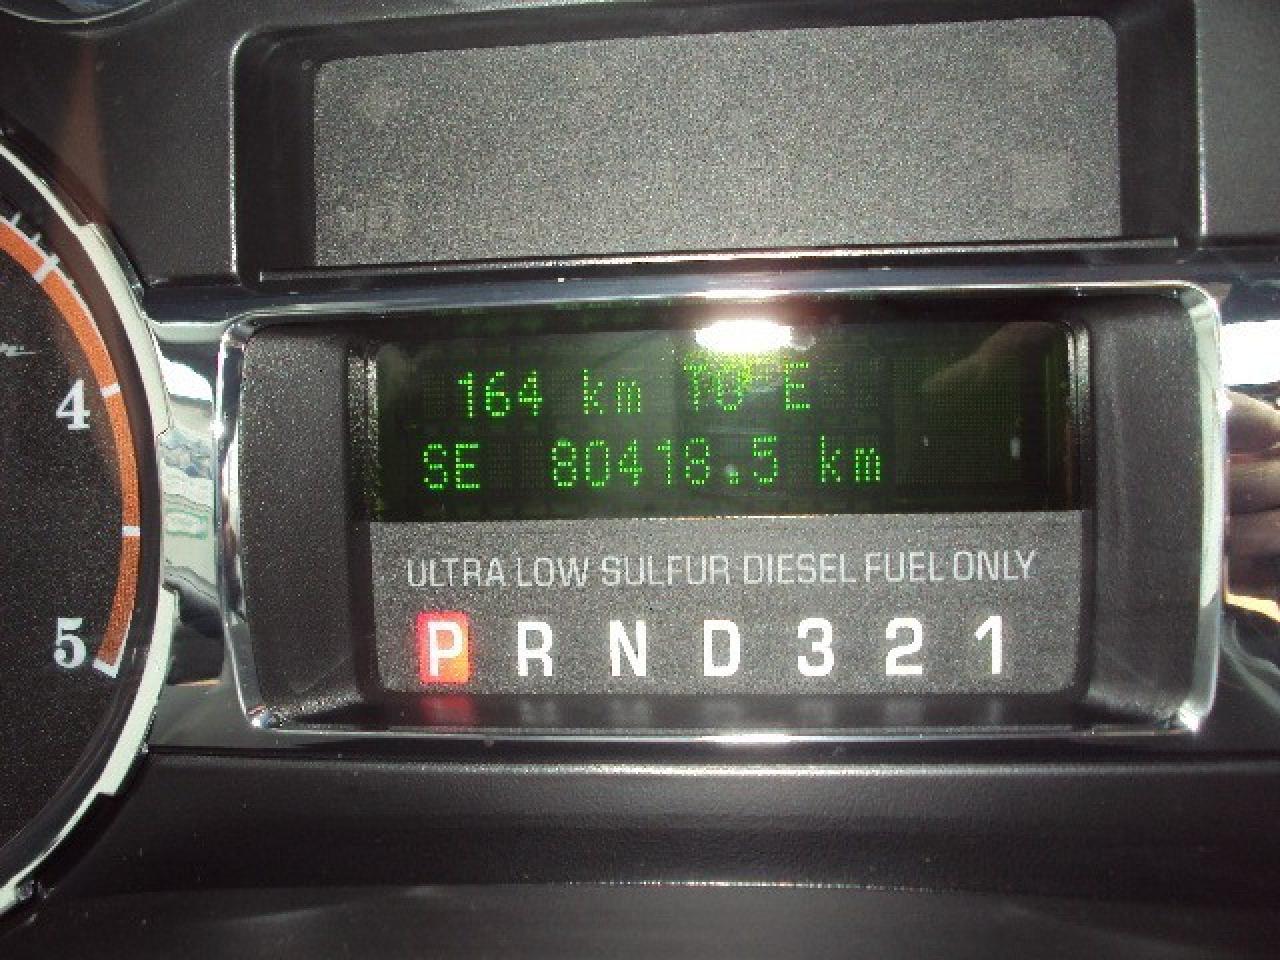 164 km TO E
SE 80418.5 km
ULTRA LOW SULFUR DIESEL FUEL ONLY
P R N D 3 2 1
4
5